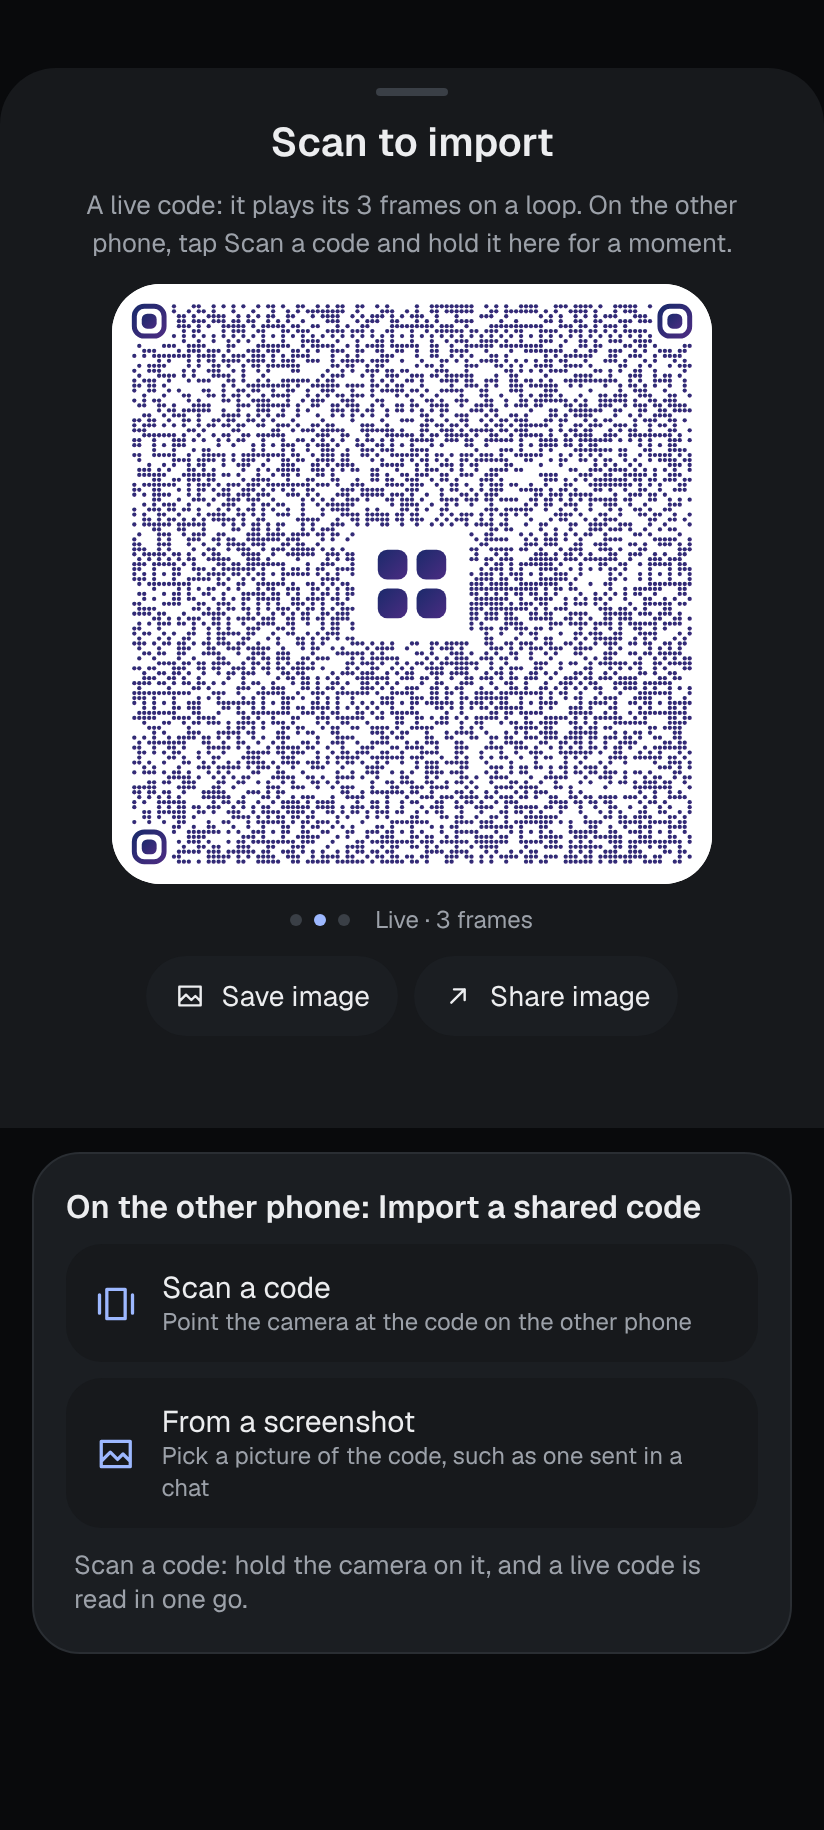 Scan to import
A live code: it plays its 3 frames on a loop. On the other
phone, tap Scan a code and hold it here for a moment.
Live · 3 frames
Save image
Share image
On the other phone: Import a shared code
Scan a code
Point the camera at the code on the other phone
From a screenshot
Pick a picture of the code, such as one sent in a
chat
Scan a code: hold the camera on it, and a live code is
read in one go.